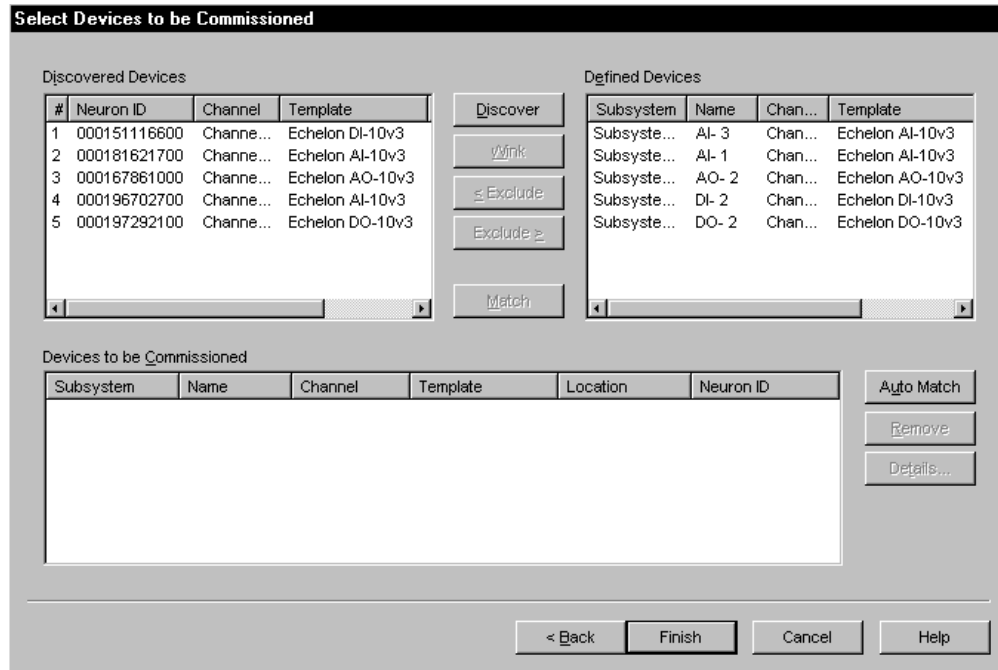 Select Devices to be Commissioned
Discovered Devices
# Neuron ID Channel Template
1 000151116600 Channe... Echelon DI-10v3
2 000181621700 Channe... Echelon AI-10v3
3 000167861000 Channe... Echelon AO-10v3
4 000196702700 Channe... Echelon AI-10v3
5 000197292100 Channe... Echelon DO-10v3
Discover
Wink
< Exclude
Exclude >
Match
Defined Devices
Subsystem Name Chan... Template
Subsyste... AI- 3 Chan... Echelon AI-10v3
Subsyste... AI- 1 Chan... Echelon AI-10v3
Subsyste... AO- 2 Chan... Echelon AO-10v3
Subsyste... DI- 2 Chan... Echelon DI-10v3
Subsyste... DO- 2 Chan... Echelon DO-10v3
Devices to be Commissioned
Subsystem Name Channel Template Location Neuron ID
Auto Match
Remove
Details...
< Back Finish Cancel Help